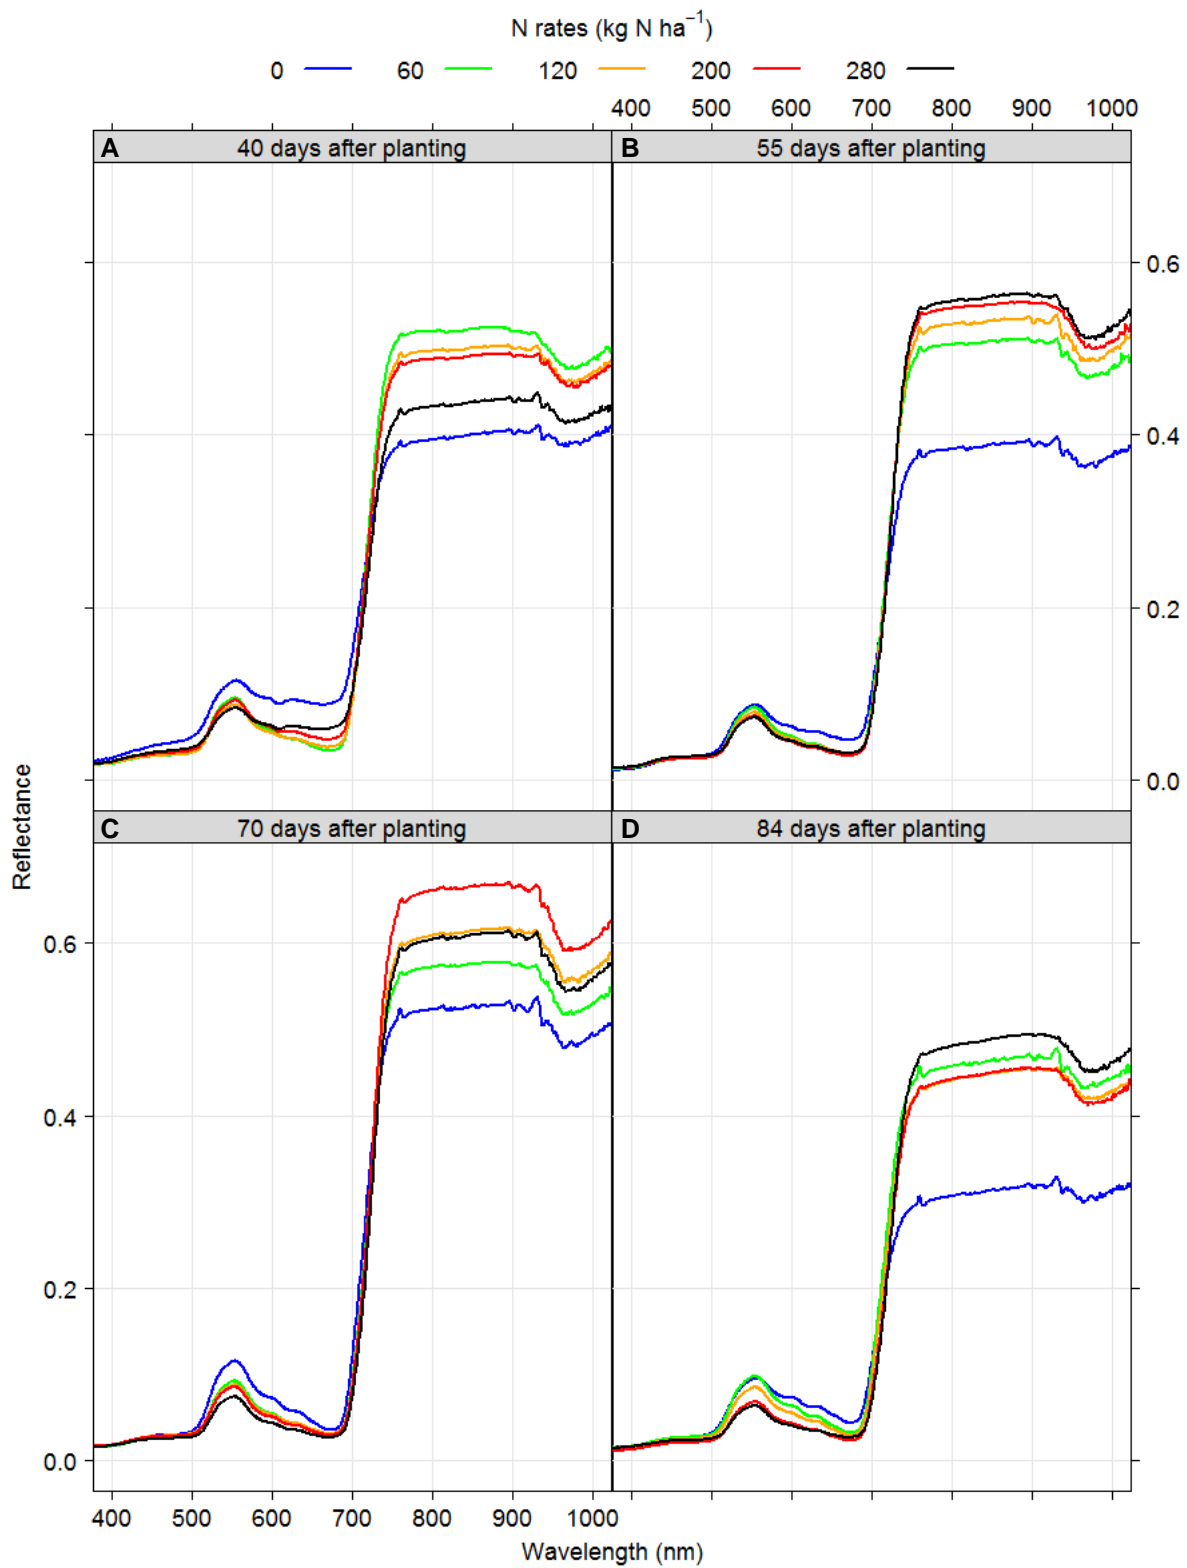 N rates (kg N ha⁻¹)
0 60 120 200 280
400 500 600 700 800 900 1000
A 40 days after planting
B 55 days after planting
0.6
0.4
0.2
0.0
Reflectance
C 70 days after planting
D 84 days after planting
0.6
0.4
0.2
0.0
400 500 600 700 800 900 1000
Wavelength (nm)